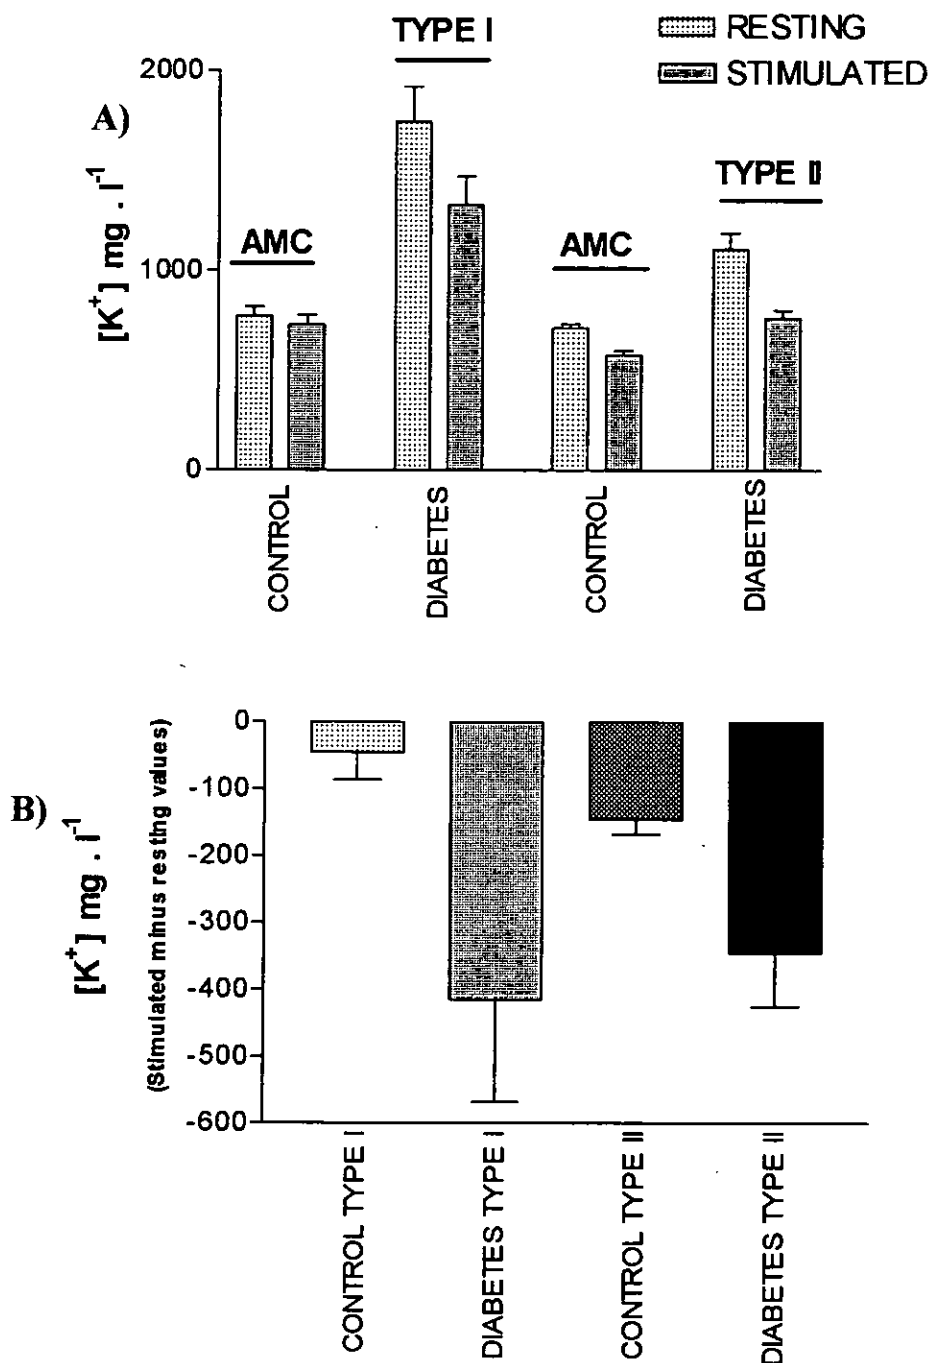 RESTING
STIMULATED
TYPE I
2000
A)
TYPE II
AMC
AMC
1000
[K⁺] mg . l⁻¹
0
CONTROL
DIABETES
CONTROL
DIABETES
0
-100
B)
-200
-300
-400
-500
-600
[K⁺] mg . l⁻¹
(Stimulated minus resting values)
CONTROL TYPE I
DIABETES TYPE I
CONTROL TYPE II
DIABETES TYPE II